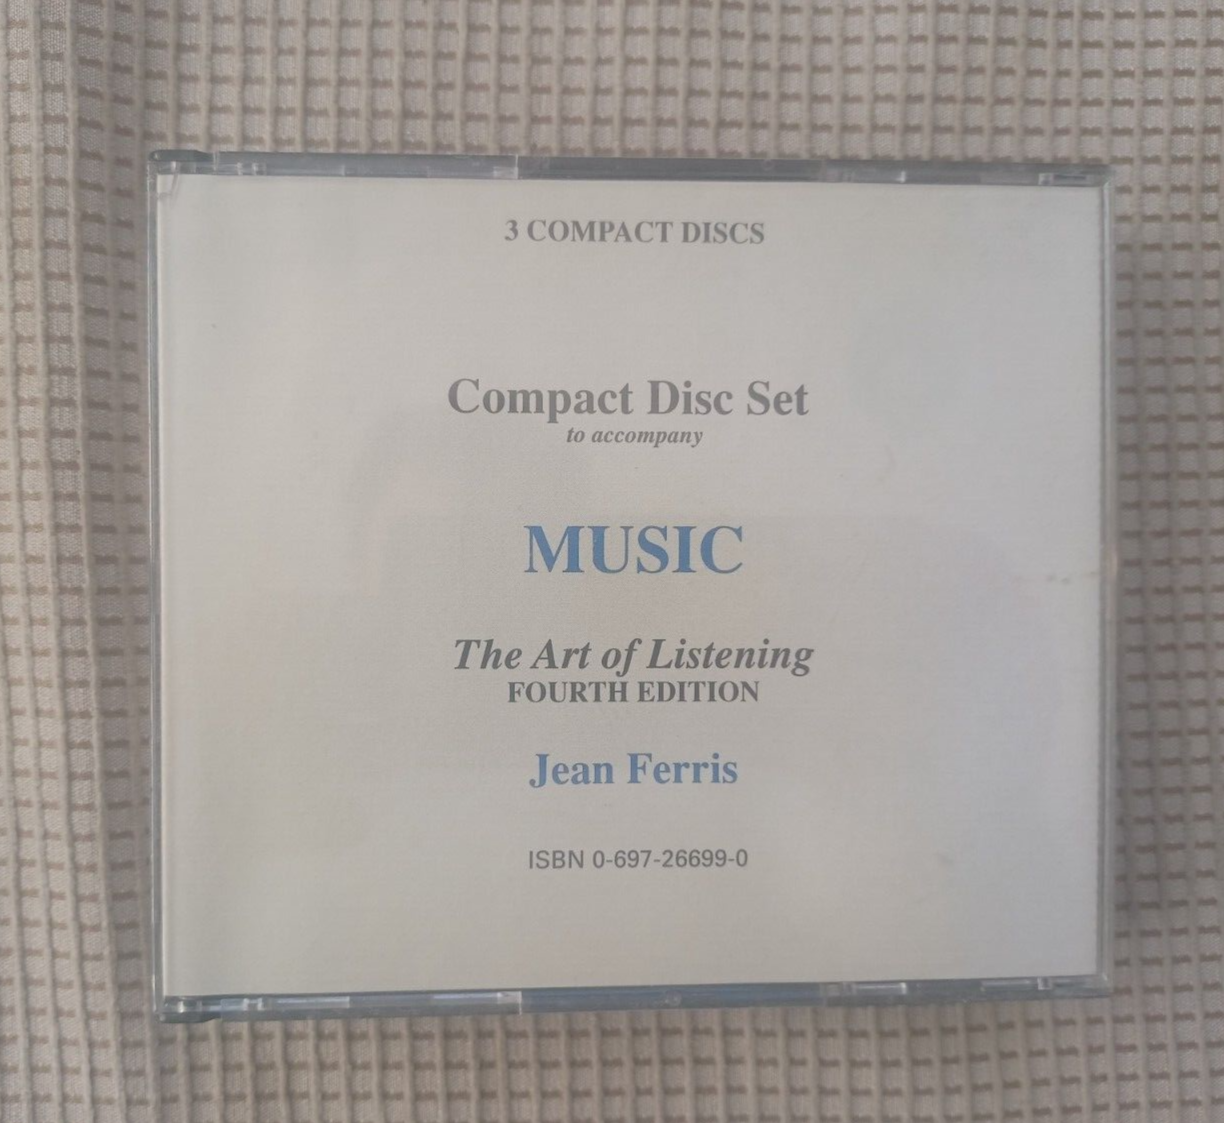 3 COMPACT DISCS
Compact Disc Set
to accompany
MUSIC
The Art of Listening
FOURTH EDITION
Jean Ferris
ISBN 0-697-26699-0